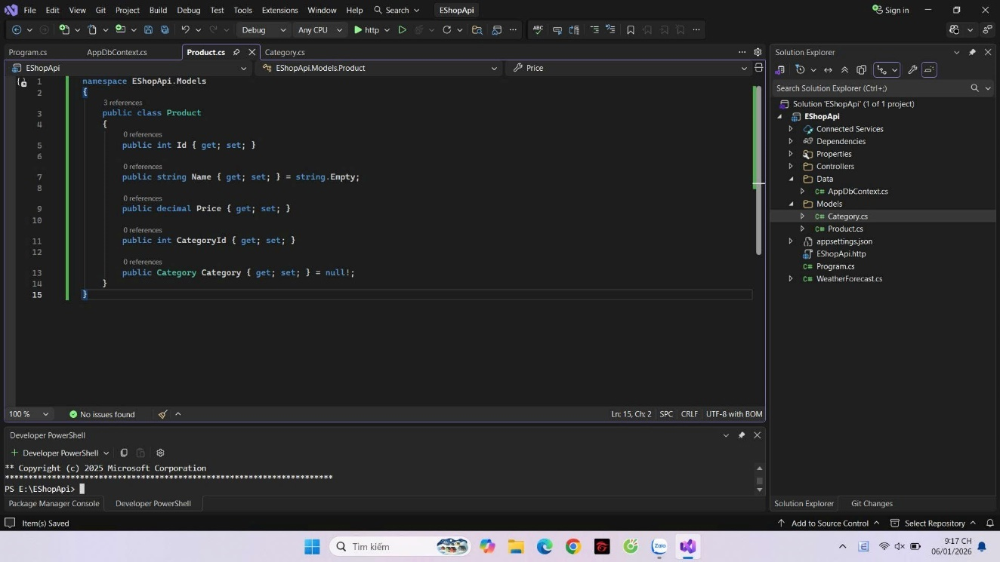 File Edit View Git Project Build Debug Test Tools Extensions Window Help Search EShopApi Sign in
Debug Any CPU http
Program.cs AppDbContext.cs Product.cs Category.cs
EShopApi EShopApi.Models.Product Price
1 namespace EShopApi.Models
2 {
3 references
3 public class Product
4 {
0 references
5 public int Id { get; set; }
6
0 references
7 public string Name { get; set; } = string.Empty;
8
0 references
9 public decimal Price { get; set; }
10
0 references
11 public int CategoryId { get; set; }
12
0 references
13 public Category Category { get; set; } = null!;
14 }
15 }
100 % No issues found Ln: 15, Ch: 2 SPC CRLF UTF-8 with BOM
Developer PowerShell
+ Developer PowerShell
** Copyright (c) 2025 Microsoft Corporation
**********************************************************************
PS E:\EShopApi>
Package Manager Console Developer PowerShell
Solution Explorer
Search Solution Explorer (Ctrl+;)
Solution 'EShopApi' (1 of 1 project)
EShopApi
Connected Services
Dependencies
Properties
Controllers
Data
C# AppDbContext.cs
Models
C# Category.cs
C# Product.cs
appsettings.json
EShopApi.http
C# Program.cs
C# WeatherForecast.cs
Solution Explorer Git Changes
Item(s) Saved Add to Source Control Select Repository
Tìm kiếm Zalo 9:17 CH
06/01/2026